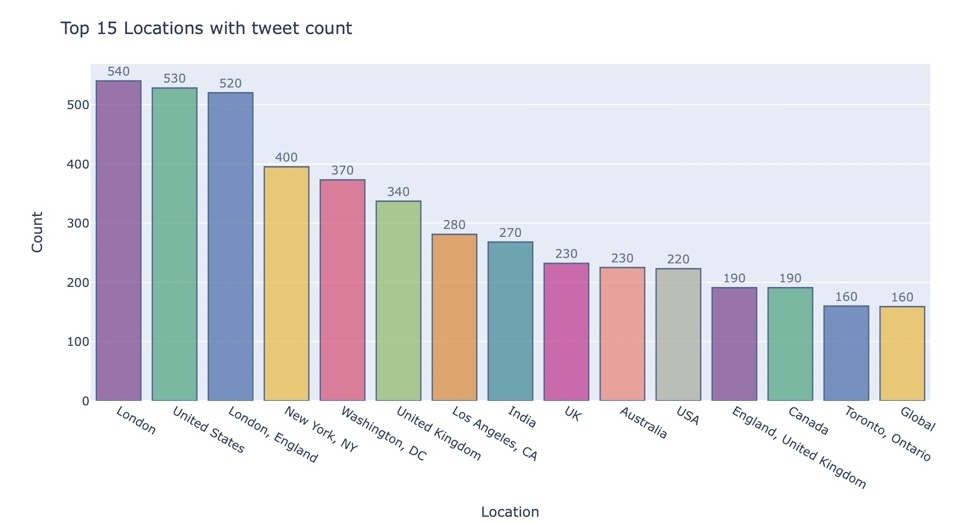 Top 15 Locations with tweet count
540
530
520
400
370
340
280
270
230
230
220
190
190
160
160
500
400
300
200
100
0
Count
London
United States
London, England
New York, NY
Washington, DC
United Kingdom
Los Angeles, CA
India
UK
Australia
USA
England, United Kingdom
Canada
Toronto, Ontario
Global
Location